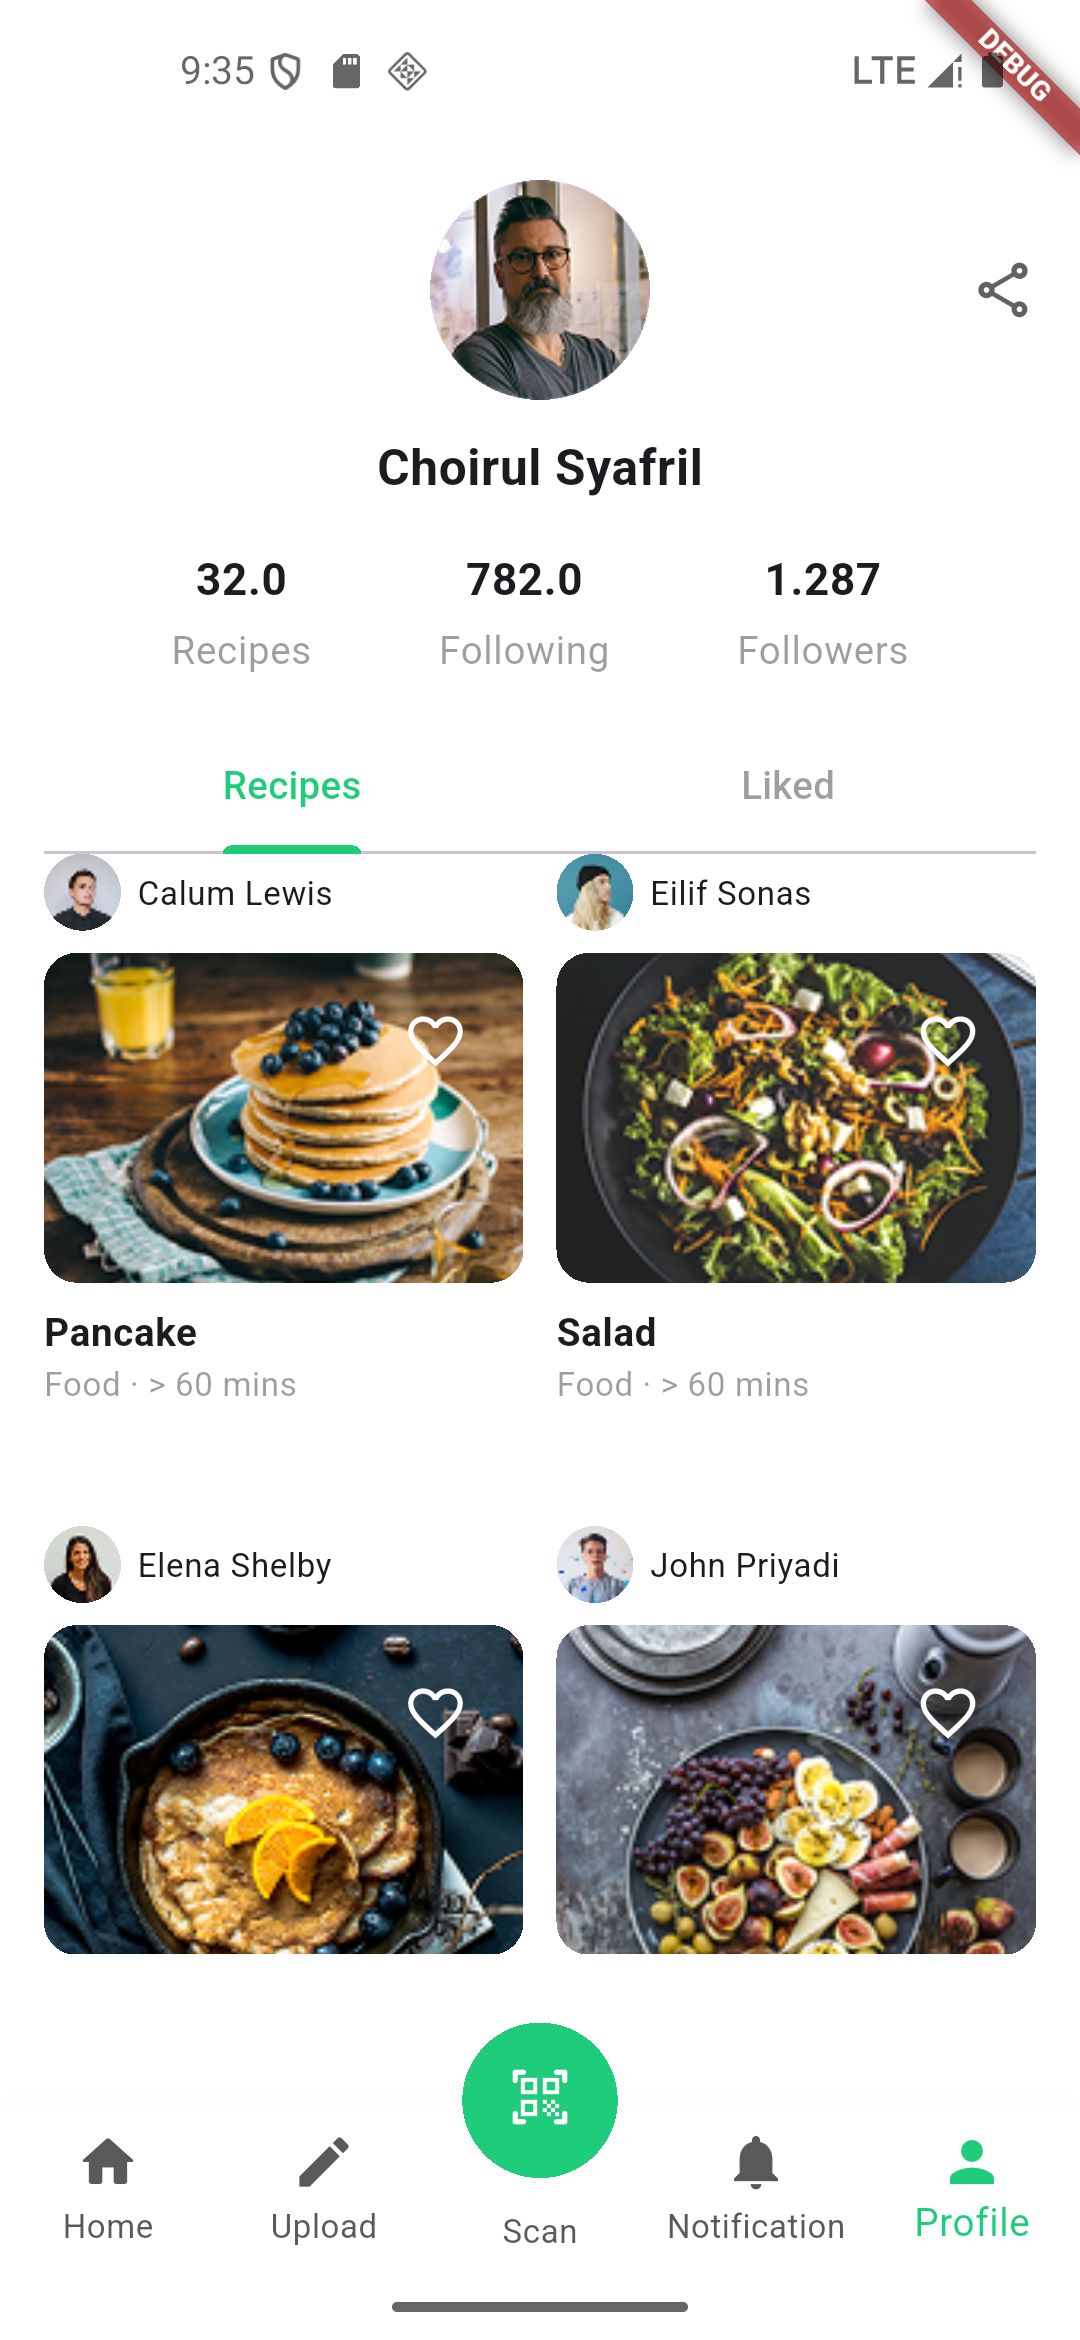 9:35
LTE
DEBUG
Choirul Syafril
32.0 782.0 1.287
Recipes Following Followers
Recipes Liked
Calum Lewis Eilif Sonas
Pancake Salad
Food · > 60 mins Food · > 60 mins
Elena Shelby John Priyadi
Home Upload Scan Notification Profile